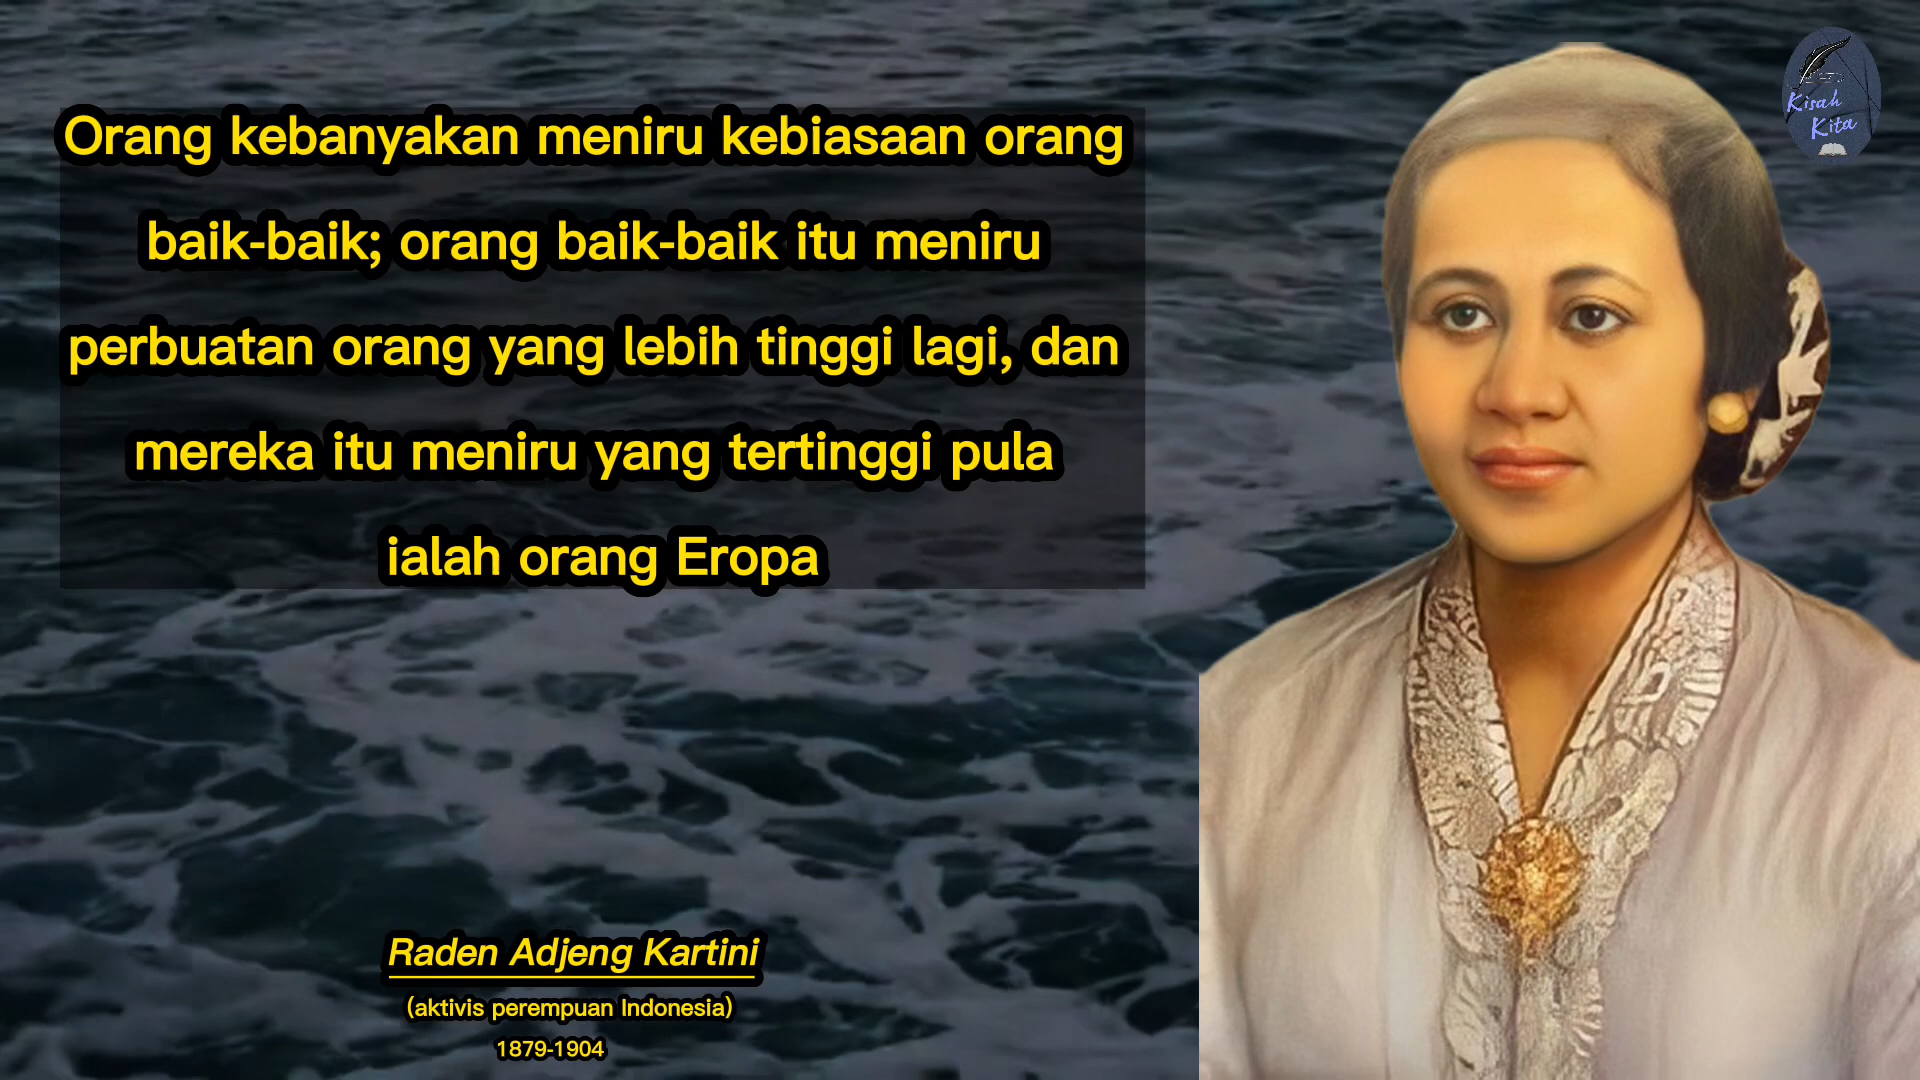 Orang kebanyakan meniru kebiasaan orang
baik-baik; orang baik-baik itu meniru
perbuatan orang yang lebih tinggi lagi, dan
mereka itu meniru yang tertinggi pula
ialah orang Eropa
Raden Adjeng Kartini
(aktivis perempuan Indonesia)
1879-1904
Kisah
Kita